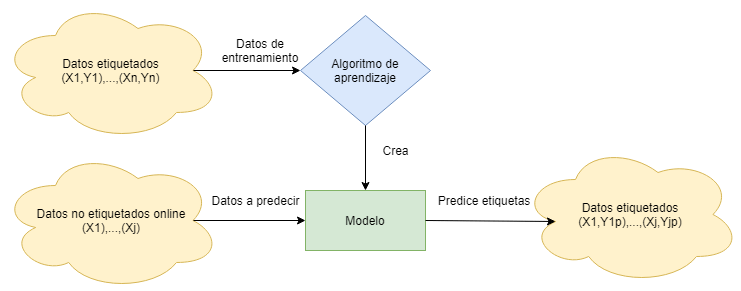 Datos etiquetados
(X1,Y1),...,(Xn,Yn)
Datos de
entrenamiento
Algoritmo de
aprendizaje
Crea
Datos no etiquetados online
(X1),...,(Xj)
Datos a predecir
Modelo
Predice etiquetas
Datos etiquetados
(X1,Y1p),...,(Xj,Yjp)